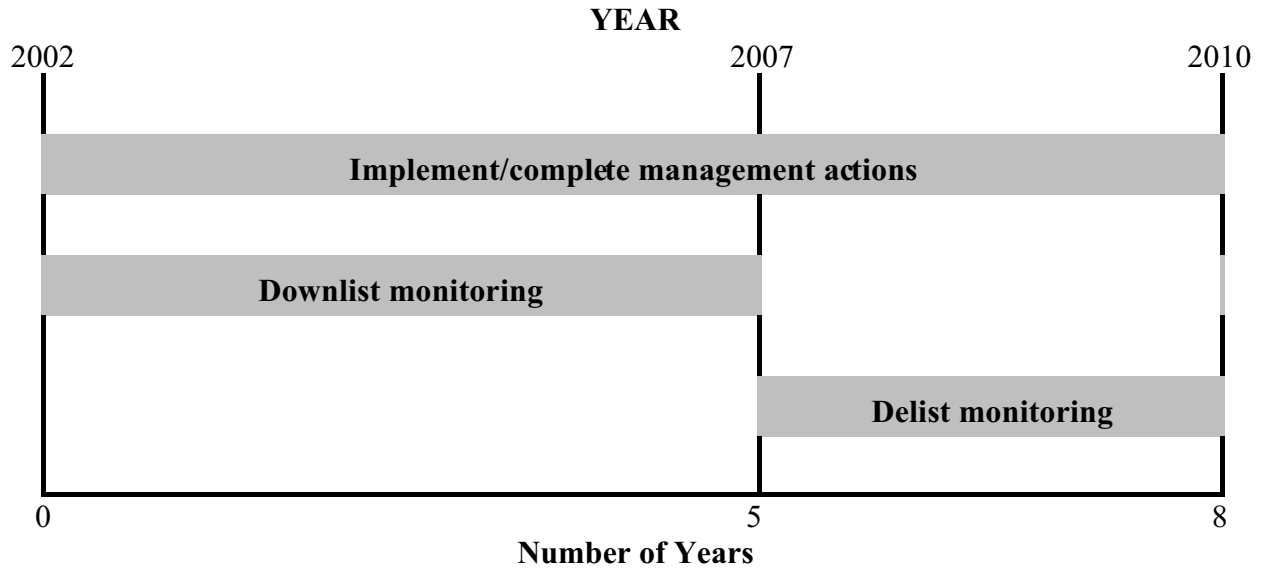 YEAR
2002 2007 2010
Implement/complete management actions
Downlist monitoring
Delist monitoring
0 5 8
Number of Years